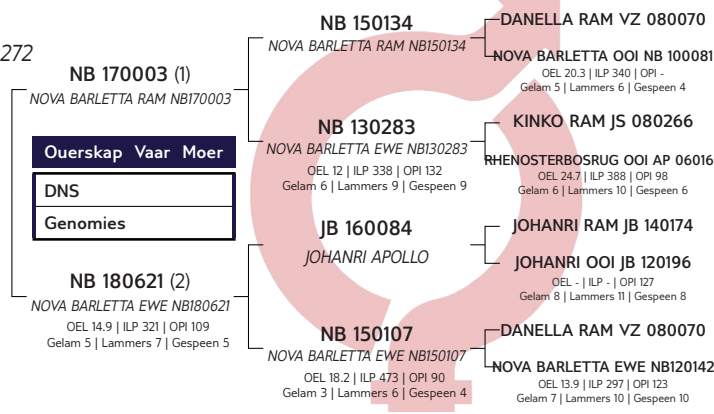 272
NB 170003 (1)
NOVA BARLETTA RAM NB170003
Ouerskap Vaar Moer
DNS
Genomies
NB 180621 (2)
NOVA BARLETTA EWE NB180621
OEL 14.9 | ILP 321 | OPI 109
Gelam 5 | Lammers 7 | Gespeen 5
NB 150134
NOVA BARLETTA RAM NB150134
NB 130283
NOVA BARLETTA EWE NB130283
OEL 12 | ILP 338 | OPI 132
Gelam 6 | Lammers 9 | Gespeen 9
JB 160084
JOHANRI APOLLO
NB 150107
NOVA BARLETTA EWE NB150107
OEL 18.2 | ILP 473 | OPI 90
Gelam 3 | Lammers 6 | Gespeen 4
DANELLA RAM VZ 080070
NOVA BARLETTA OOI NB 100081
OEL 20.3 | ILP 340 | OPI -
Gelam 5 | Lammers 6 | Gespeen 4
KINKO RAM JS 080266
RHENOSTERBOSRUG OOI AP 06016
OEL 24.7 | ILP 388 | OPI 98
Gelam 6 | Lammers 10 | Gespeen 6
JOHANRI RAM JB 140174
JOHANRI OOI JB 120196
OEL - | ILP - | OPI 127
Gelam 8 | Lammers 11 | Gespeen 8
DANELLA RAM VZ 080070
NOVA BARLETTA EWE NB120142
OEL 13.9 | ILP 297 | OPI 123
Gelam 7 | Lammers 10 | Gespeen 10